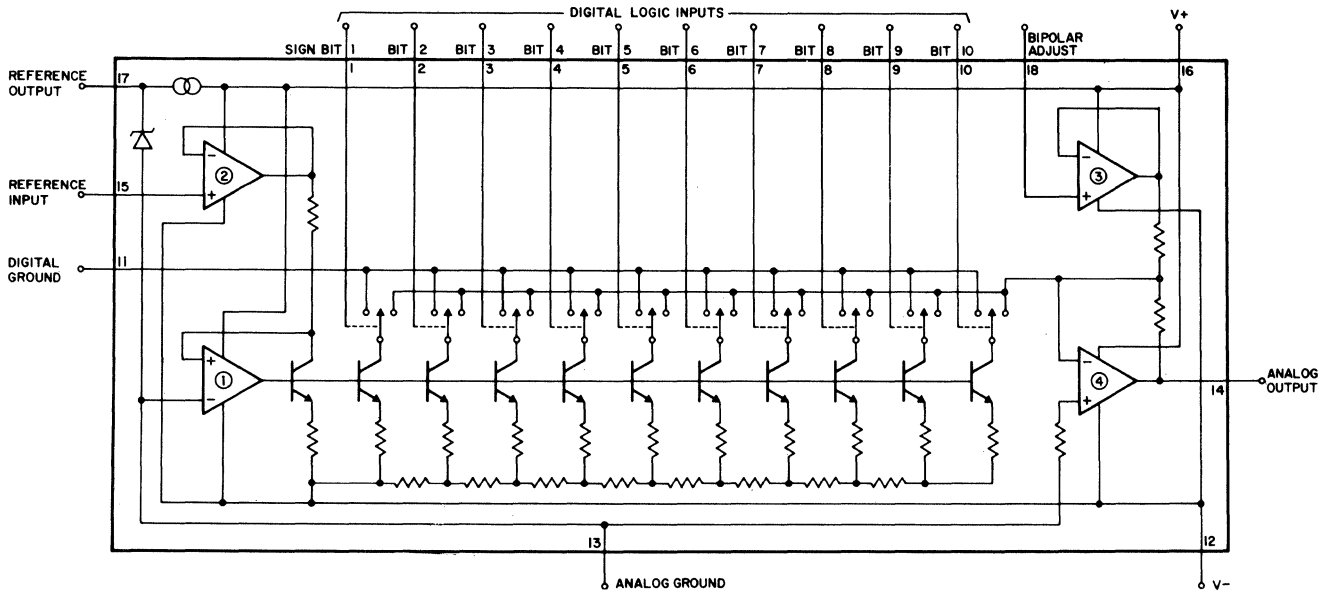 DIGITAL LOGIC INPUTS
V+
SIGN BIT 1 BIT 2 BIT 3 BIT 4 BIT 5 BIT 6 BIT 7 BIT 8 BIT 9 BIT 10
BIPOLAR
ADJUST
1 2 3 4 5 6 7 8 9 10 18 16
REFERENCE
OUTPUT
17
−
+
2
−
+
3
REFERENCE
INPUT
15
DIGITAL
GROUND
11
+
−
1
−
+
4
14
ANALOG
OUTPUT
13
12
ANALOG GROUND
V−